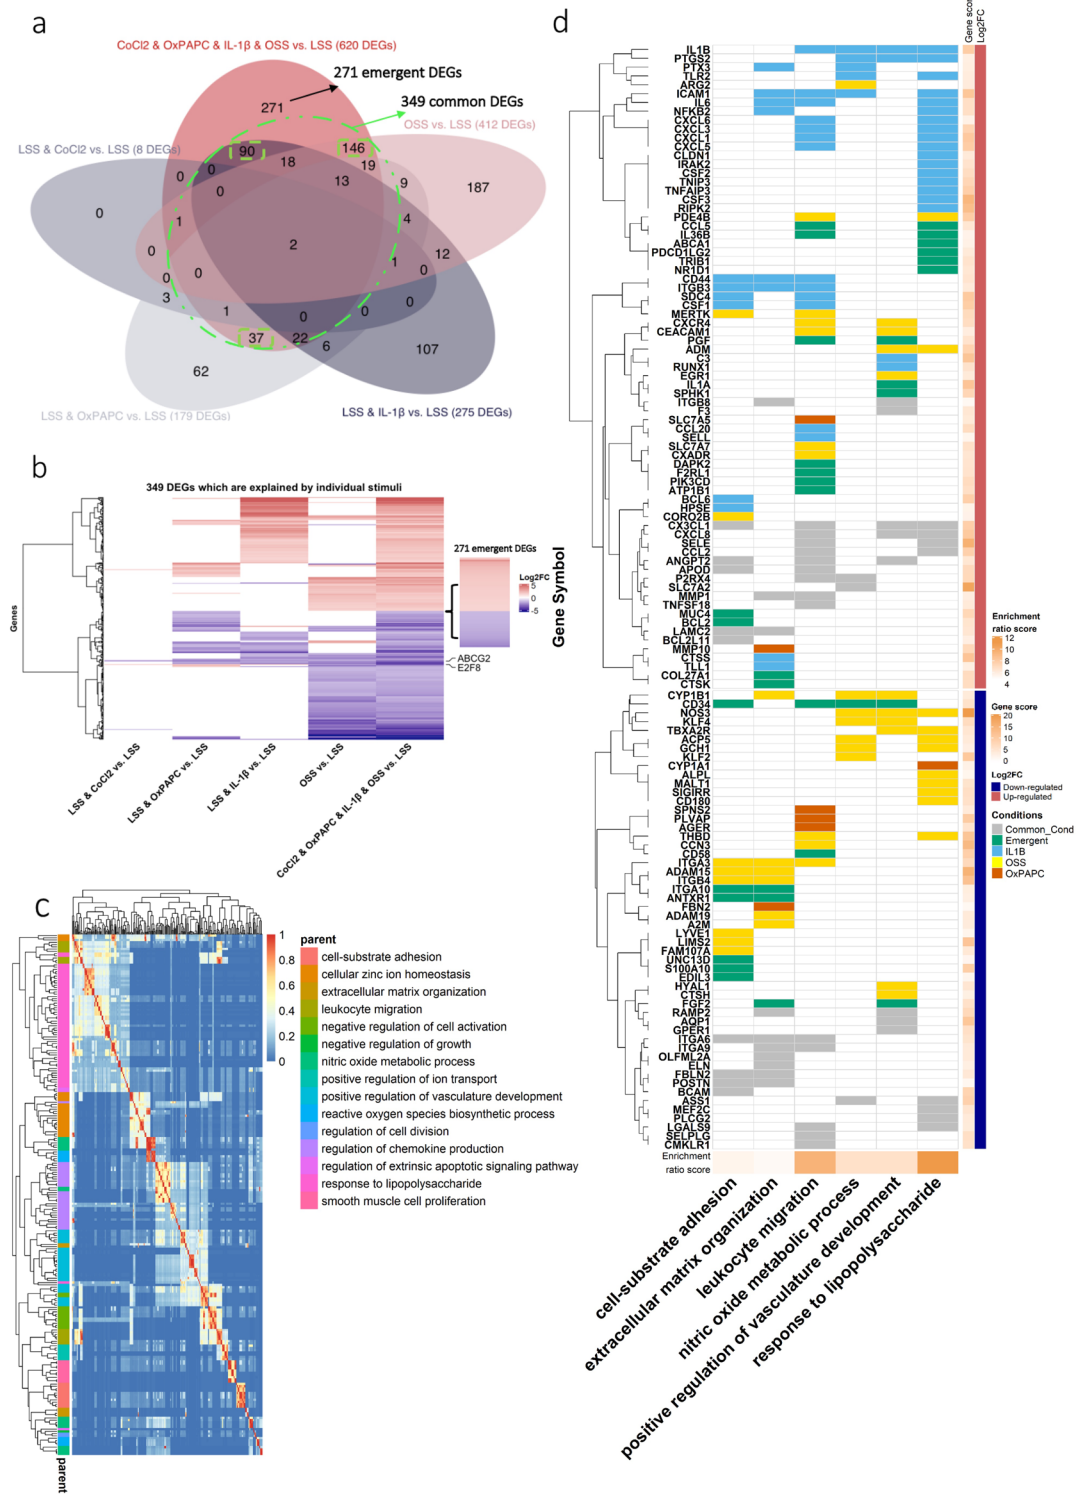 a
CoCl2 & OxPAPC & IL-1β & OSS vs. LSS (620 DEGs)
271 emergent DEGs
349 common DEGs
OSS vs. LSS (412 DEGs)
LSS & CoCl2 vs. LSS (8 DEGs)
271
90
146
18
19
0
0
13
9
187
0
0
1
4
2
0
12
1
0
0
0
3
0
1
0
37
22
6
107
62
LSS & OxPAPC vs. LSS (179 DEGs)
LSS & IL-1β vs. LSS (275 DEGs)
b
349 DEGs which are explained by individual stimuli
271 emergent DEGs
Log2FC
5
0
-5
Genes
ABCG2
E2F8
LSS & CoCl2 vs. LSS
LSS & OxPAPC vs. LSS
LSS & IL-1β vs. LSS
OSS vs. LSS
CoCl2 & OxPAPC & IL-1β & OSS vs. LSS
c
1
0.8
0.6
0.4
0.2
0
parent
cell-substrate adhesion
cellular zinc ion homeostasis
extracellular matrix organization
leukocyte migration
negative regulation of cell activation
negative regulation of growth
nitric oxide metabolic process
positive regulation of ion transport
positive regulation of vasculature development
reactive oxygen species biosynthetic process
regulation of cell division
regulation of chemokine production
regulation of extrinsic apoptotic signaling pathway
response to lipopolysaccharide
smooth muscle cell proliferation
parent
d
Gene score
Log2FC
Gene Symbol
IL1B
PTGS2
PTX3
TLR2
ARG2
ICAM1
IL6
NFKB2
CXCL6
CXCL3
CXCL1
CXCL5
CLDN1
IRAK2
CSF2
TNIP3
TNFAIP3
CSF3
RIPK2
PDE4B
CCL5
IL36B
ABCA1
PDCD1LG2
TRIB1
NR1D1
CD44
ITGB3
SDC4
CSF1
MERTK
CXCR4
CEACAM1
PGF
ADM
C3
RUNX1
EGR1
IL1A
SPHK1
ITGB8
F3
SLC7A5
CCL20
SELL
SLC7A7
CXADR
DAPK2
F2RL1
PIK3CD
ATP1B1
BCL6
HPSE
CORO2B
CX3CL1
CXCL8
SELE
CCL2
ANGPT2
APOD
P2RX4
SLC7A2
MMP1
TNFSF18
MUC4
BCL2
LAMC2
BCL2L11
MMP10
CTSS
TLL1
COL27A1
CTSK
CYP1B1
CD34
NOS3
KLF4
TBXA2R
ACP5
GCH1
KLF2
CYP1A1
ALPL
MALT1
SIGIRR
CD180
SPNS2
PLVAP
AGER
THBD
CCN3
CD58
ITGA3
ADAM15
ITGB4
ITGA10
ANTXR1
FBN2
ADAM19
A2M
LYVE1
LIMS2
FAM107A
UNC13D
S100A10
EDIL3
HYAL1
CTSH
FGF2
RAMP2
AQP1
GPER1
ITGA6
ITGA9
OLFML2A
ELN
FBLN2
POSTN
BCAM
ASS1
MEF2C
PLCG2
LGALS9
SELPLG
CMKLR1
Enrichment
ratio score
cell-substrate adhesion
extracellular matrix organization
leukocyte migration
nitric oxide metabolic process
positive regulation of vasculature development
response to lipopolysaccharide
Enrichment
ratio score
12
10
8
6
4
Gene score
20
15
10
5
0
Log2FC
Down-regulated
Up-regulated
Conditions
Common_Cond
Emergent
IL1B
OSS
OxPAPC